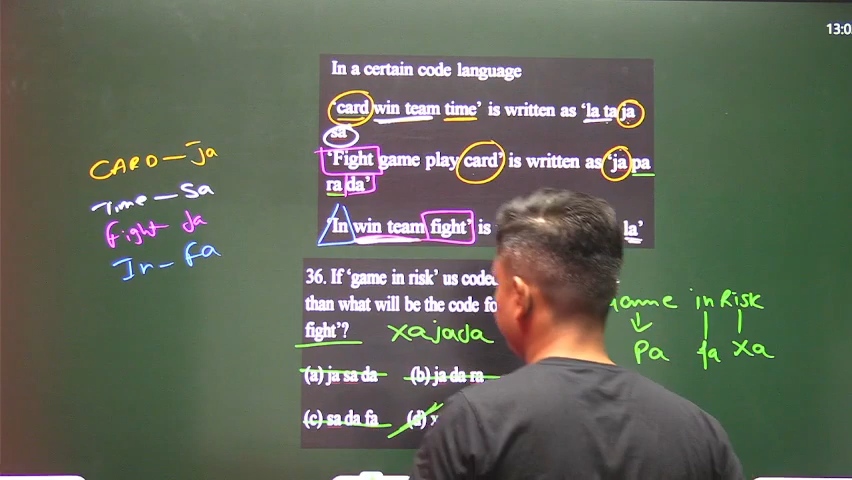 13:0
In a certain code language
'card win team time' is written as 'la ta ja
sa'
'Fight game play card' is written as 'ja pa
ra da'
'In win team fight' is
la'
CARD - Ja
Time - Sa
Fight da
In - fa
36. If 'game in risk' us coded
than what will be the code fo
fight'?
xajada
(a) ja sa da (b) ja da ra
(c) sa da fa (d) x
in Risk
Pa fa Xa